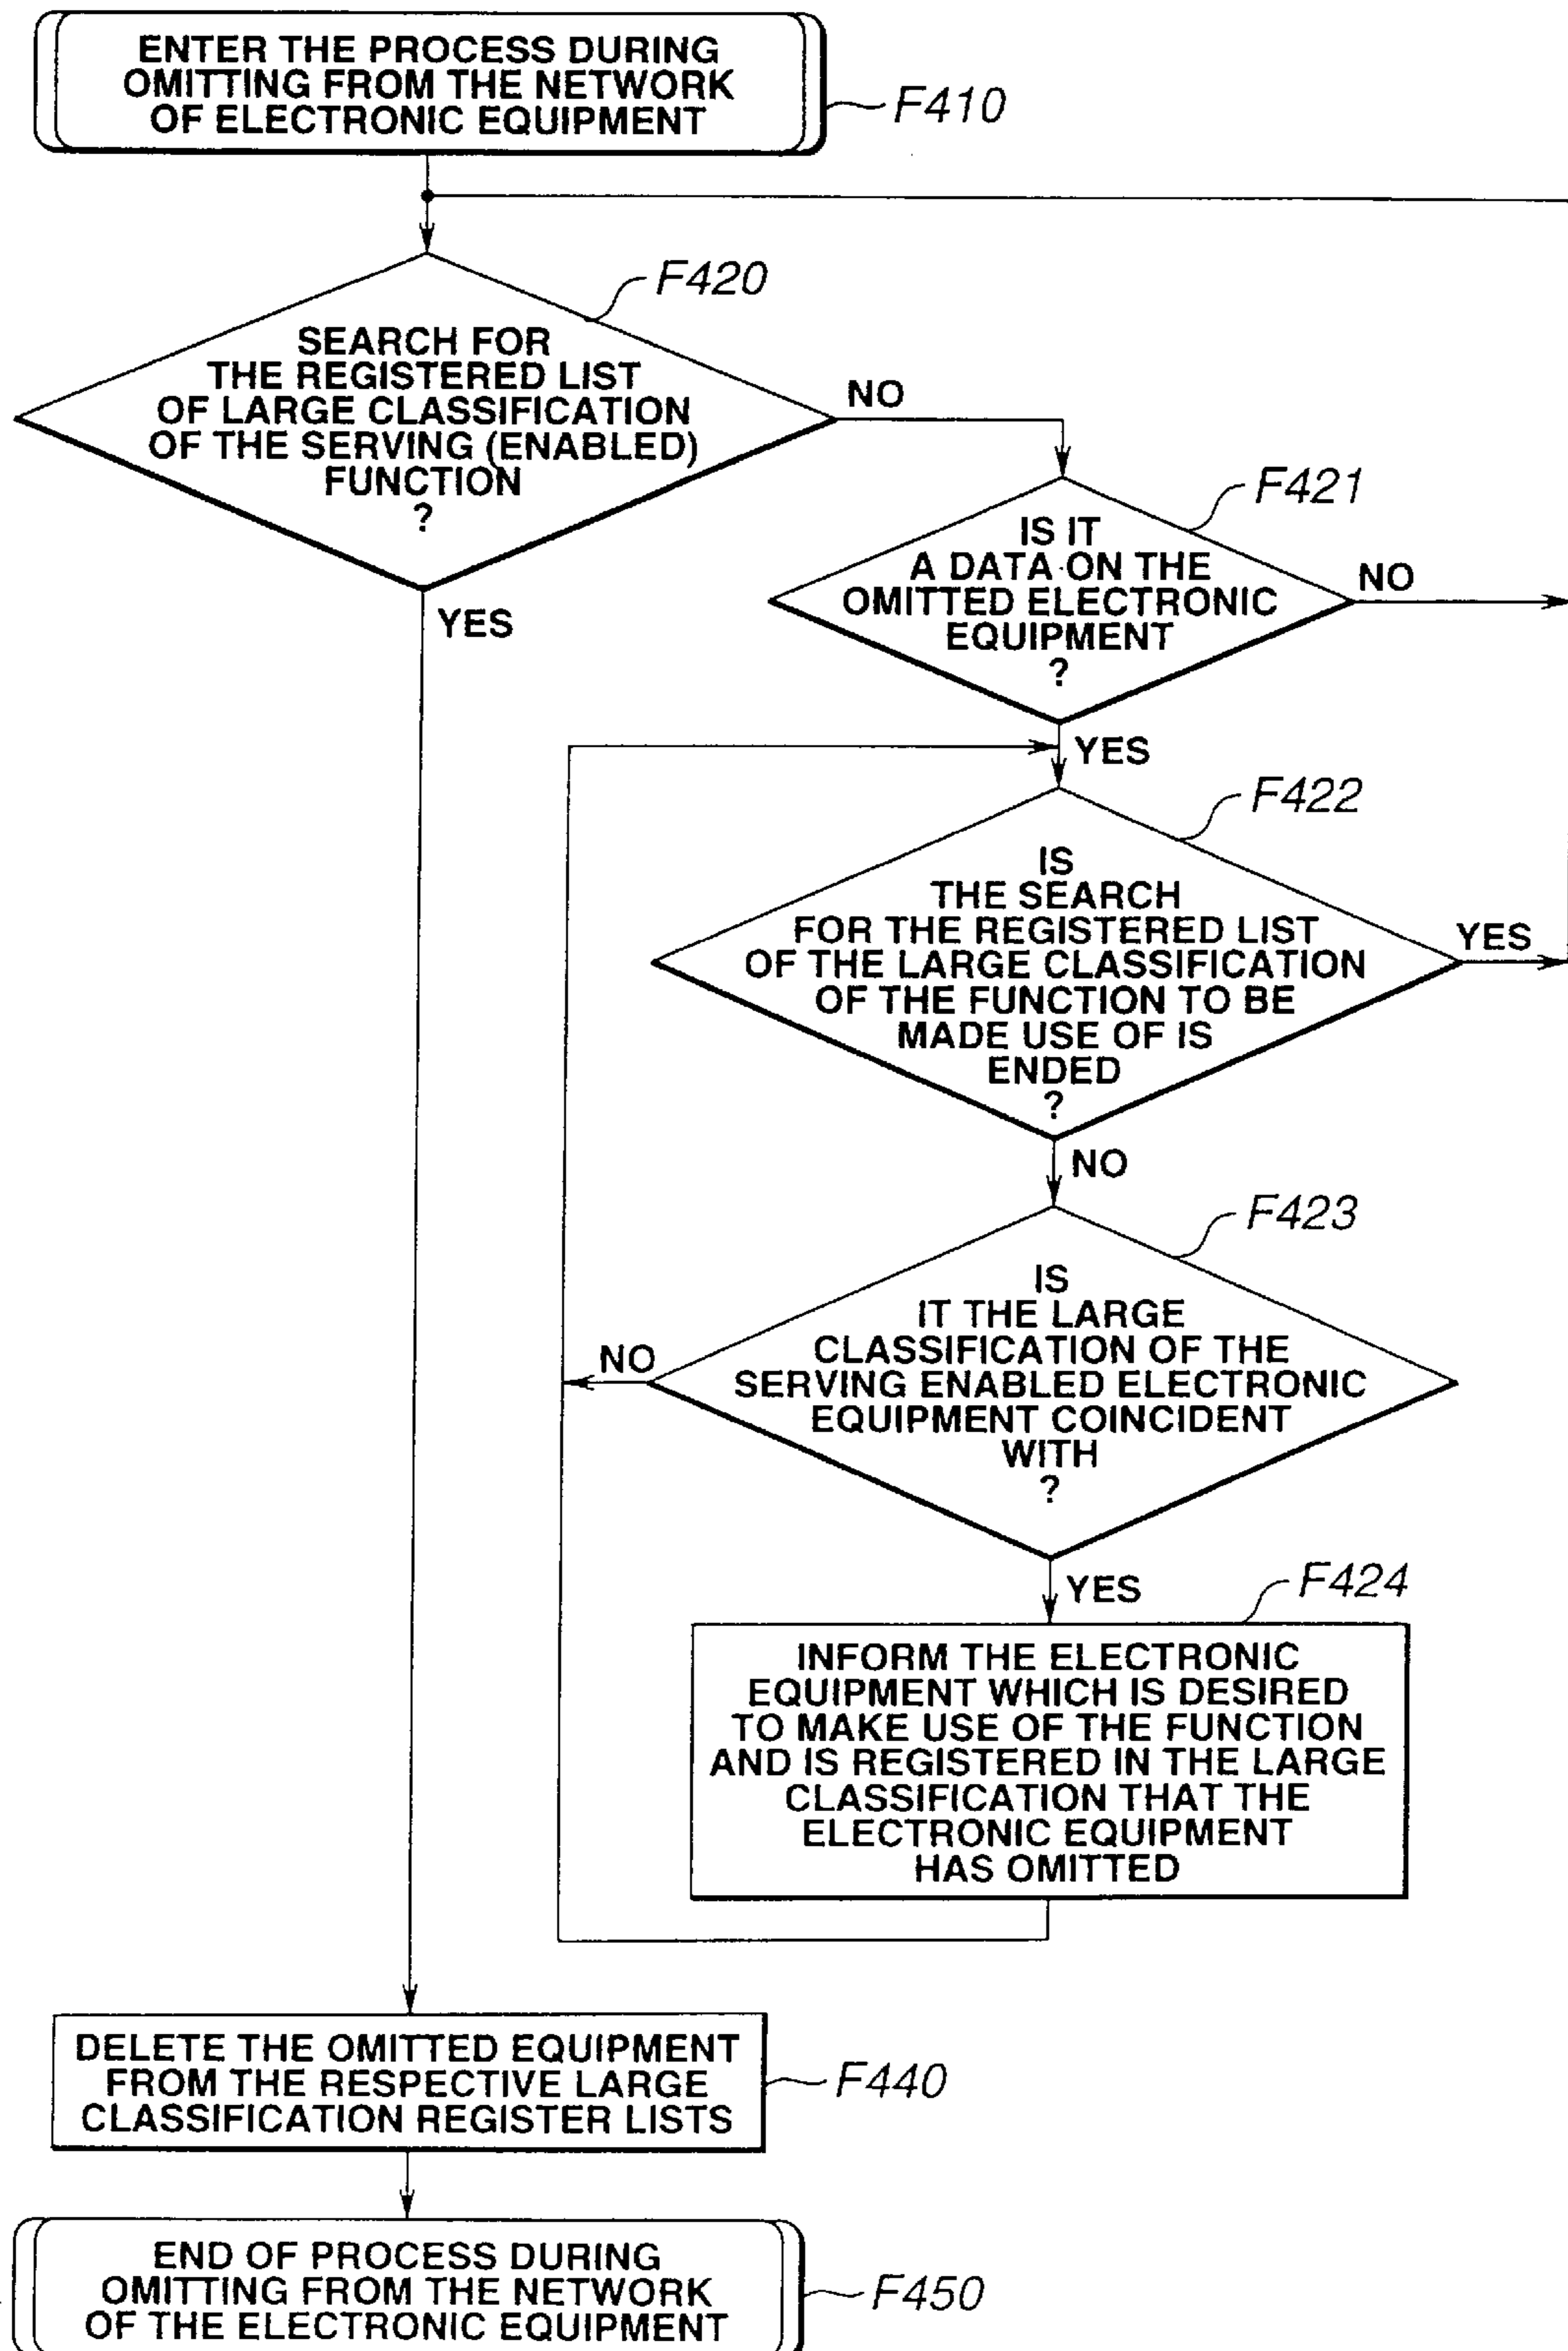 ENTER THE PROCESS DURING
OMITTING FROM THE NETWORK
OF ELECTRONIC EQUIPMENT
F410
F420
SEARCH FOR
THE REGISTERED LIST
OF LARGE CLASSIFICATION
OF THE SERVING (ENABLED)
FUNCTION
?
NO
YES
F421
IS IT
A DATA ON THE
OMITTED ELECTRONIC
EQUIPMENT
?
NO
YES
F422
IS
THE SEARCH
FOR THE REGISTERED LIST
OF THE LARGE CLASSIFICATION
OF THE FUNCTION TO BE
MADE USE OF IS
ENDED
?
YES
NO
F423
IS
IT THE LARGE
CLASSIFICATION OF THE
SERVING ENABLED ELECTRONIC
EQUIPMENT COINCIDENT
WITH
?
NO
YES
F424
INFORM THE ELECTRONIC
EQUIPMENT WHICH IS DESIRED
TO MAKE USE OF THE FUNCTION
AND IS REGISTERED IN THE LARGE
CLASSIFICATION THAT THE
ELECTRONIC EQUIPMENT
HAS OMITTED
DELETE THE OMITTED EQUIPMENT
FROM THE RESPECTIVE LARGE
CLASSIFICATION REGISTER LISTS
F440
END OF PROCESS DURING
OMITTING FROM THE NETWORK
OF THE ELECTRONIC EQUIPMENT
F450